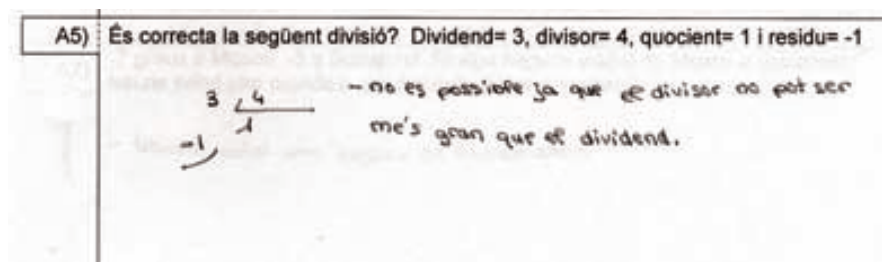 A5) És correcta la següent divisió? Dividend= 3, divisor= 4, quocient= 1 i residu= -1
3 4 - no es possible ja que el divisor no pot ser
1 me's gran que el dividend.
-1